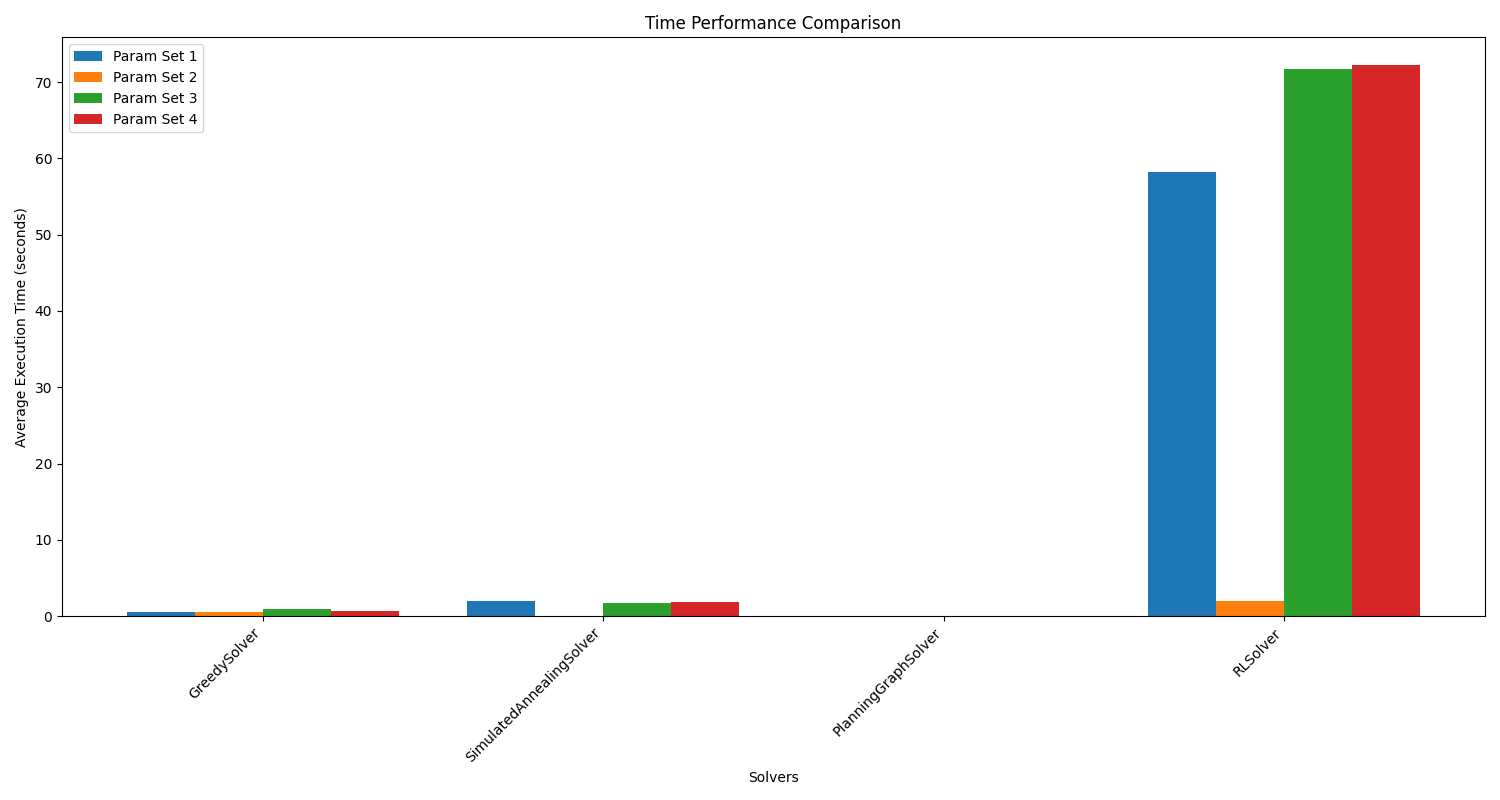 Time Performance Comparison
Param Set 1
Param Set 2
Param Set 3
Param Set 4
Average Execution Time (seconds)
70
60
50
40
30
20
10
0
GreedySolver
SimulatedAnnealingSolver
PlanningGraphSolver
RLSolver
Solvers